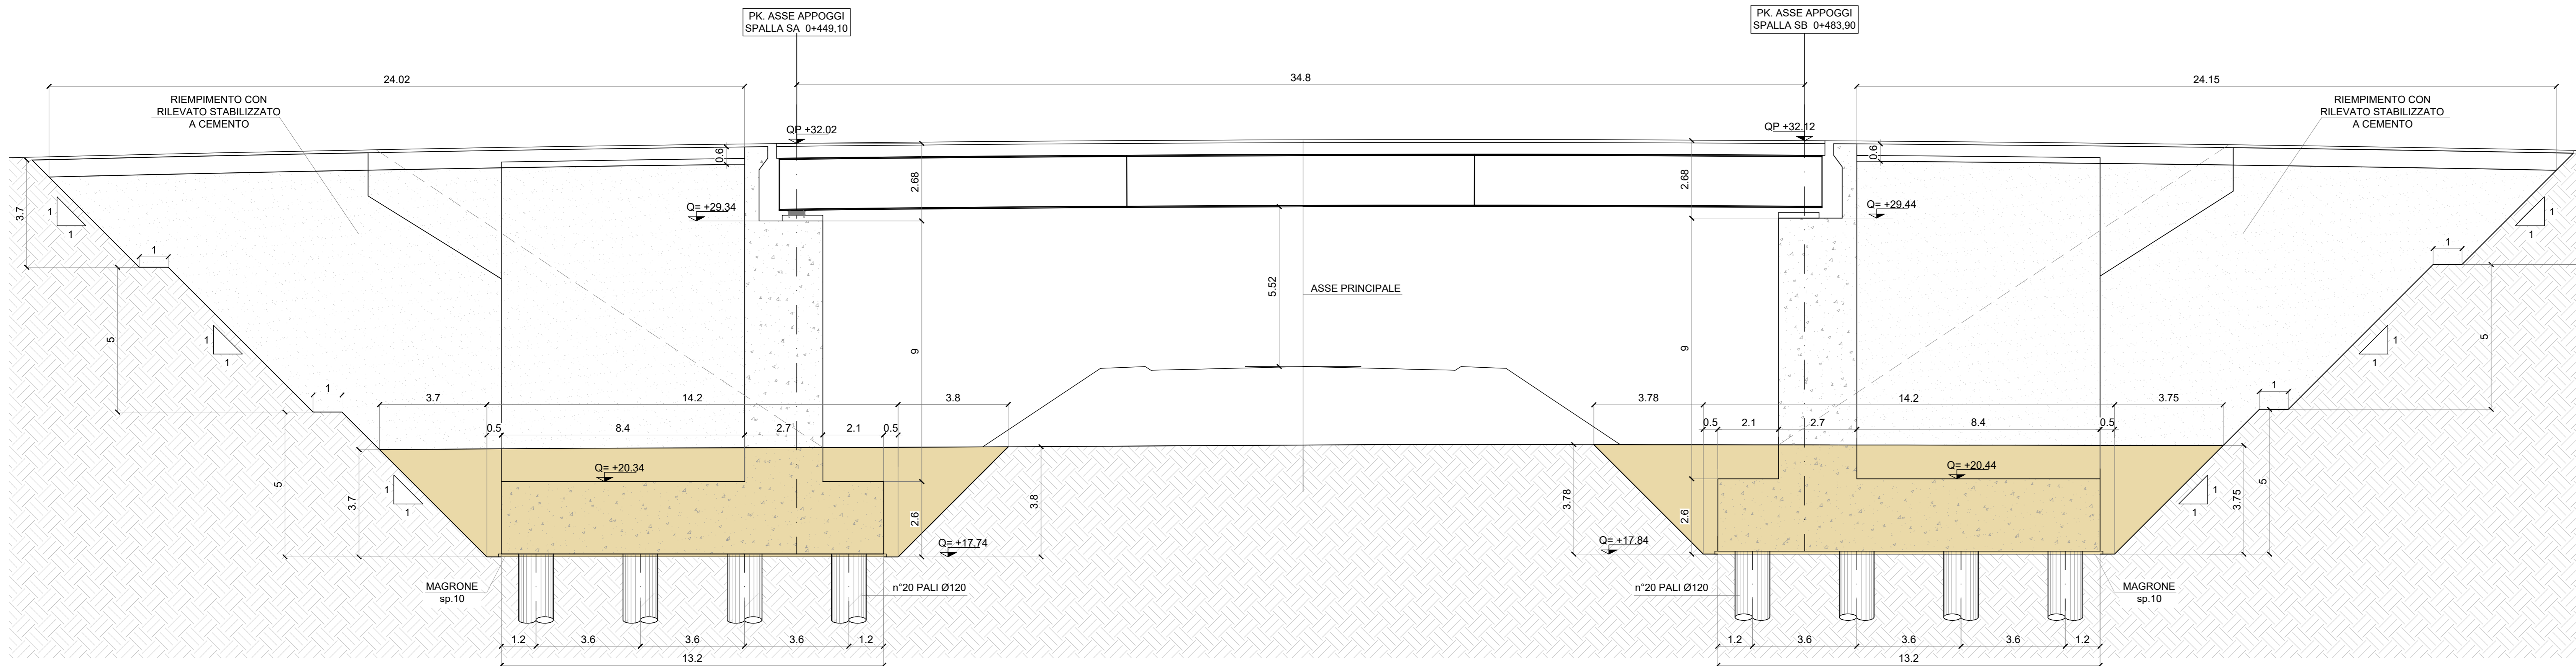 PK. ASSE APPOGGI
SPALLA SA 0+449,10
PK. ASSE APPOGGI
SPALLA SB 0+483,90
24.02
34.8
24.15
RIEMPIMENTO CON
RILEVATO STABILIZZATO
A CEMENTO
RIEMPIMENTO CON
RILEVATO STABILIZZATO
A CEMENTO
QP +32.02
QP +32.12
0.6
0.6
2.68
2.68
3.7
Q= +29.34
Q= +29.44
1
1
1
1
1
1
5.52
ASSE PRINCIPALE
5
9
9
5
1
1
1
1
1
1
3.7
14.2
3.8
3.78
14.2
3.75
0.5
8.4
2.7
2.1
0.5
0.5
2.1
2.7
8.4
0.5
Q= +20.34
Q= +20.44
5
3.7
1
1
2.6
3.8
3.78
2.6
1
1
3.75
5
Q= +17.74
Q= +17.84
MAGRONE
sp.10
n°20 PALI Ø120
n°20 PALI Ø120
MAGRONE
sp.10
1.2
3.6
3.6
3.6
1.2
1.2
3.6
3.6
3.6
1.2
13.2
13.2